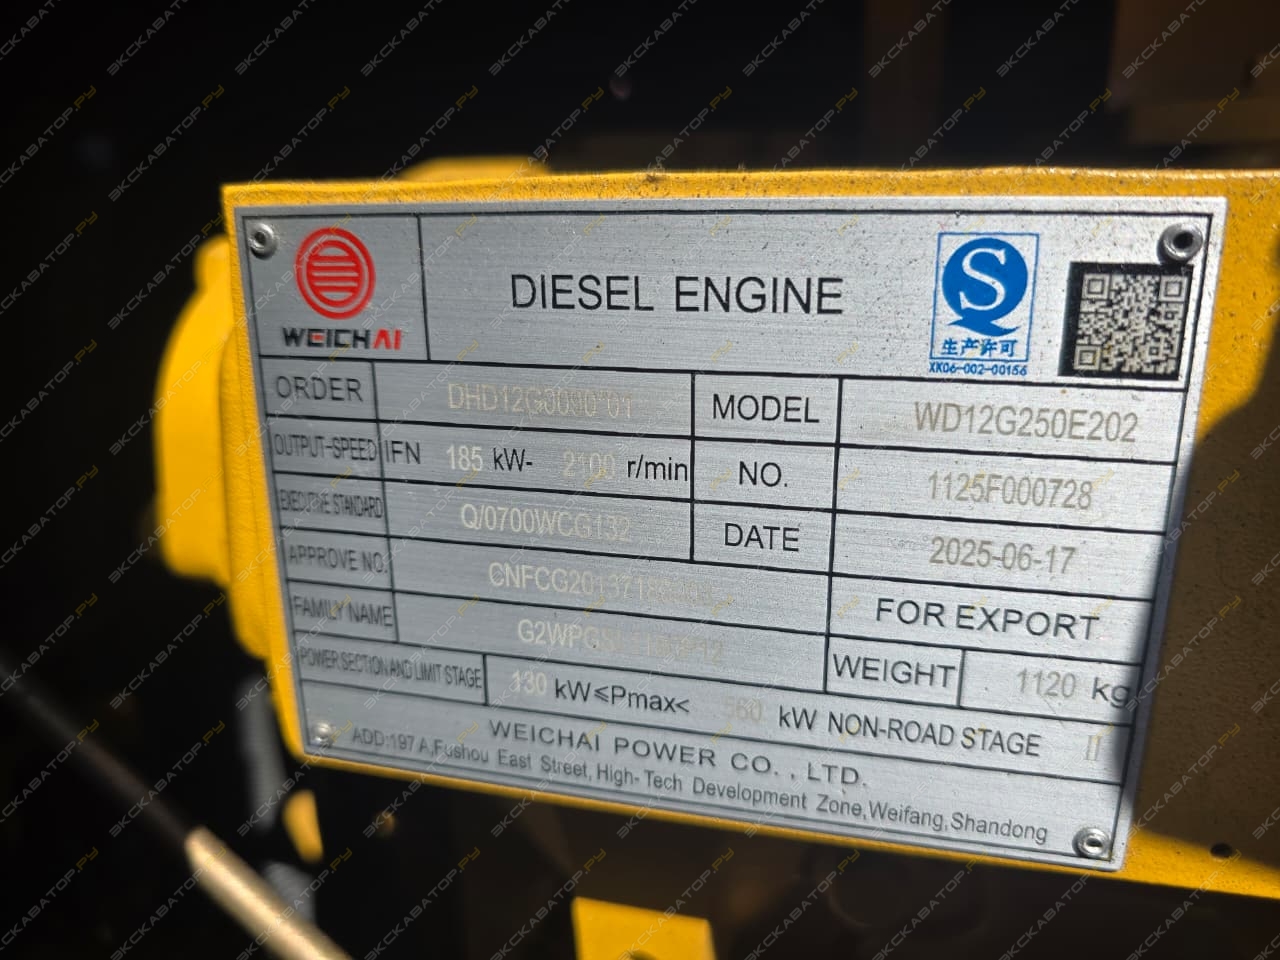 WEICHAI
DIESEL ENGINE
生产许可
XK06-002-00156
ORDER
MODEL WD12G250E202
OUTPUT-SPEED IFN 185 kW- 2100 r/min
NO. 1125F000728
EXECUTIVE STANDARD Q/0700WCG132
DATE 2025-06-17
APPROVE NO.
FOR EXPORT
FAMILY NAME
WEIGHT 1120 kg
POWER SECTION AND LIMIT STAGE 130 kW≤Pmax< 560 kW NON-ROAD STAGE II
WEICHAI POWER CO. , LTD.
ADD:197 A,Fushou East Street,High-Tech Development Zone,Weifang,Shandong
ЭКСКАВАТОР.РУ